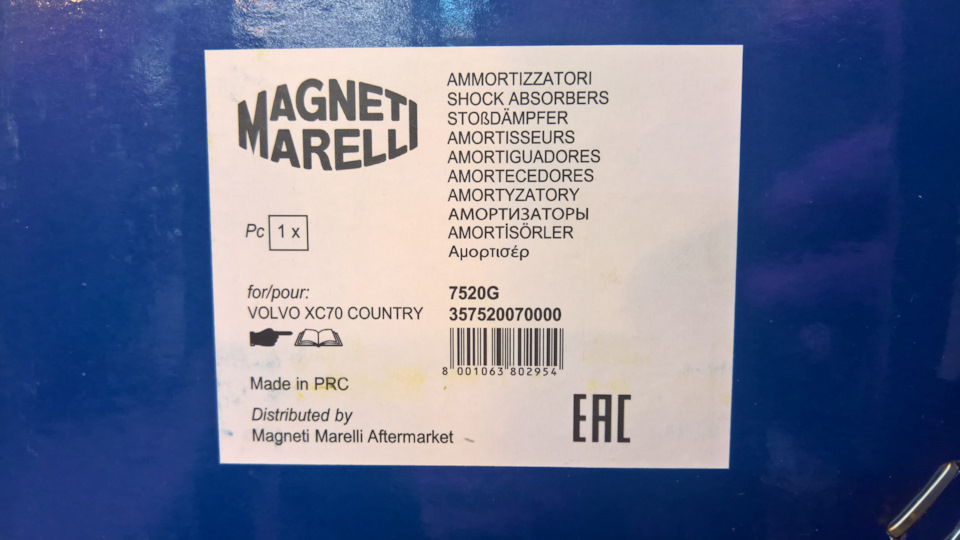 MAGNETI
MARELLI
AMMORTIZZATORI
SHOCK ABSORBERS
STOßDÄMPFER
AMORTISSEURS
AMORTIGUADORES
AMORTECEDORES
AMORTYZATORY
АМОРТИЗАТОРЫ
AMORTİSÖRLER
Αμορτισέρ
Pc 1 x
for/pour:
VOLVO XC70 COUNTRY
7520G
357520070000
8 001063 802954
Made in PRC
Distributed by
Magneti Marelli Aftermarket
EAC